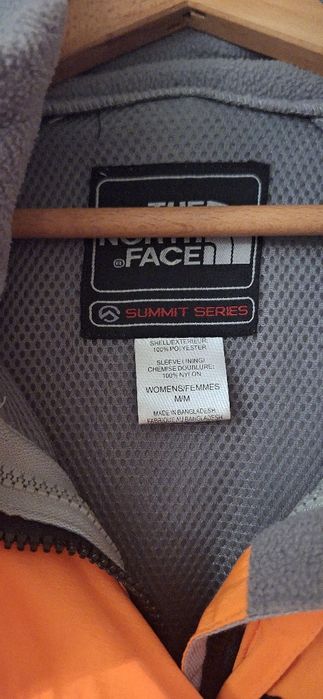 THE
NORTH
®FACE
SUMMIT SERIES
SHELL/EXTERIEUR:
100% POLYESTER
SLEEVE LINING/
CHEMISE DOUBLURE:
100% NYLON
WOMENS/FEMMES
M/M
MADE IN BANGLADESH
FABRIQUE AU BANGLADESH